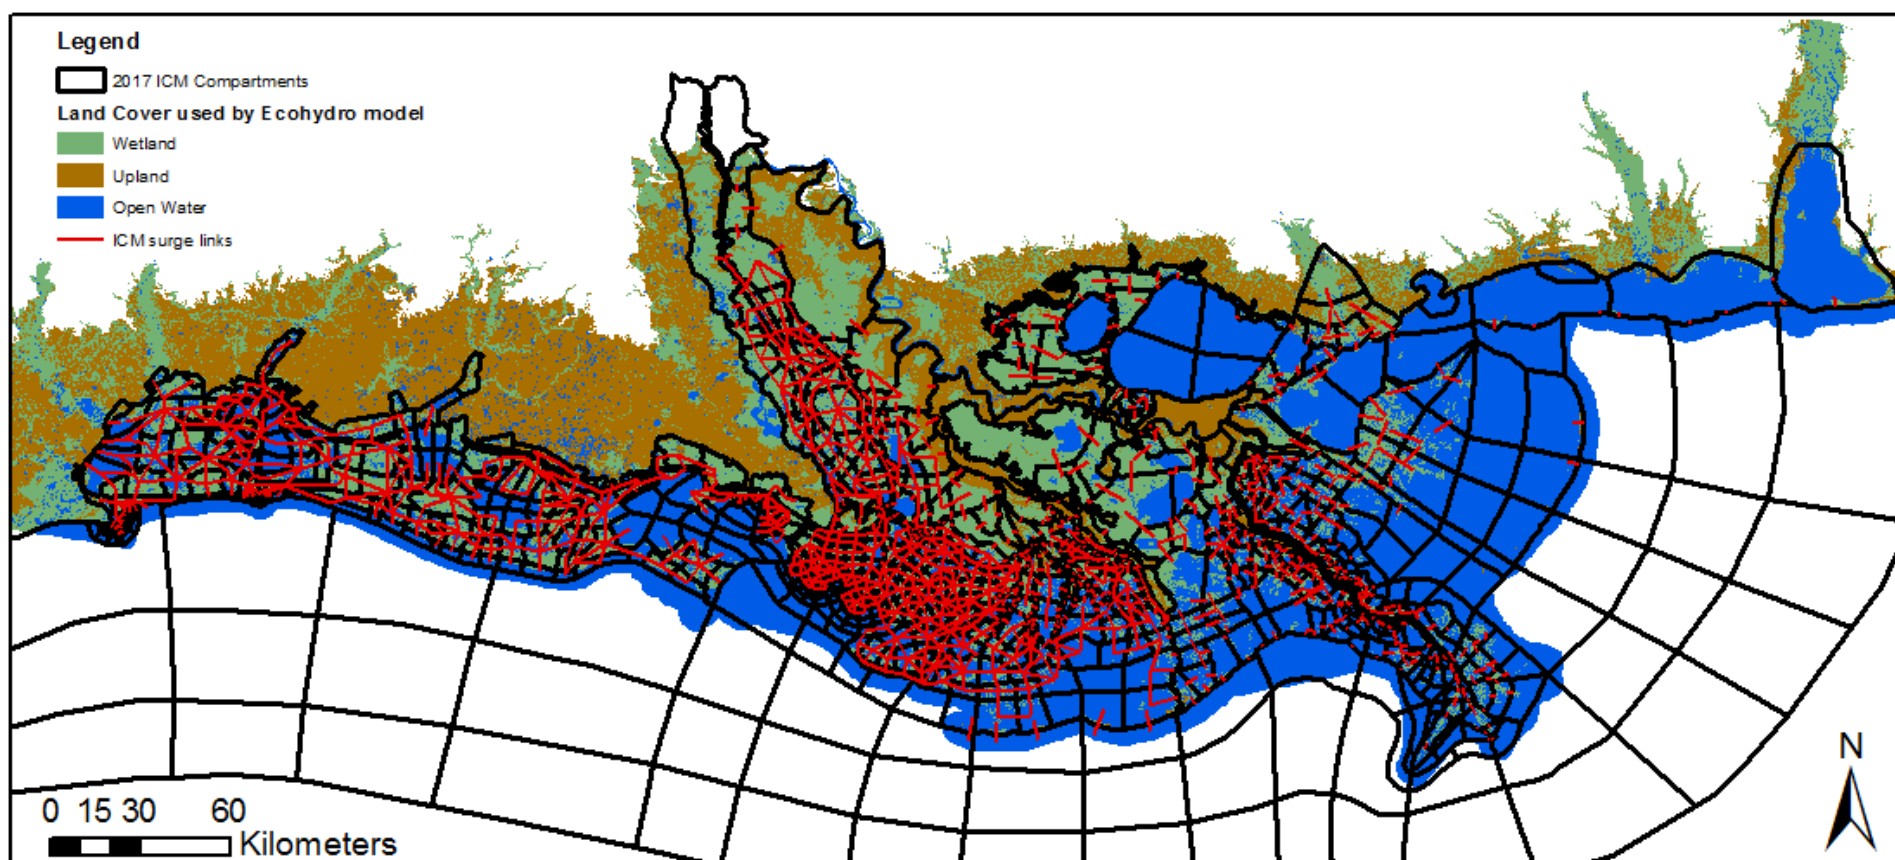 Legend
2017 ICM Compartments
Land Cover used by Ecohydro model
Wetland
Upland
Open Water
ICM surge links
0 15 30 60
Kilometers
N